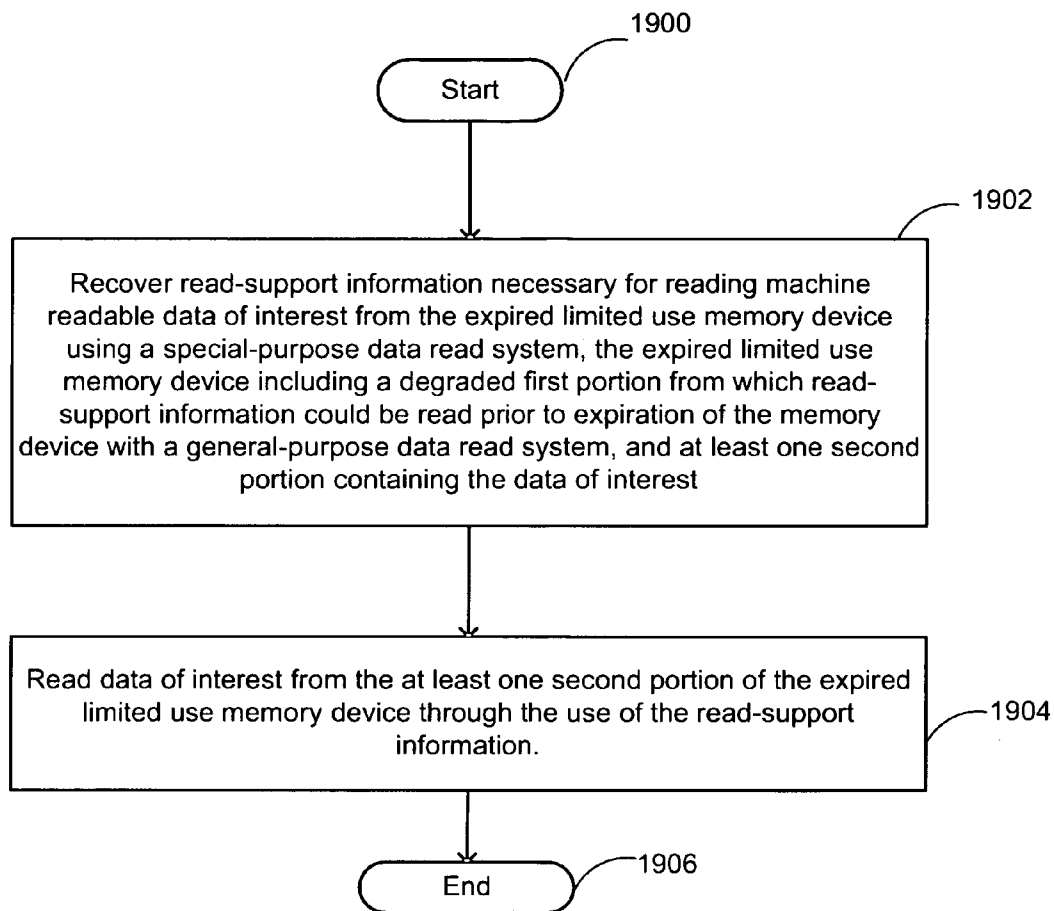 1900
Start
1902
Recover read-support information necessary for reading machine
readable data of interest from the expired limited use memory device
using a special-purpose data read system, the expired limited use
memory device including a degraded first portion from which read-
support information could be read prior to expiration of the memory
device with a general-purpose data read system, and at least one second
portion containing the data of interest
Read data of interest from the at least one second portion of the expired
limited use memory device through the use of the read-support
information.
1904
1906
End